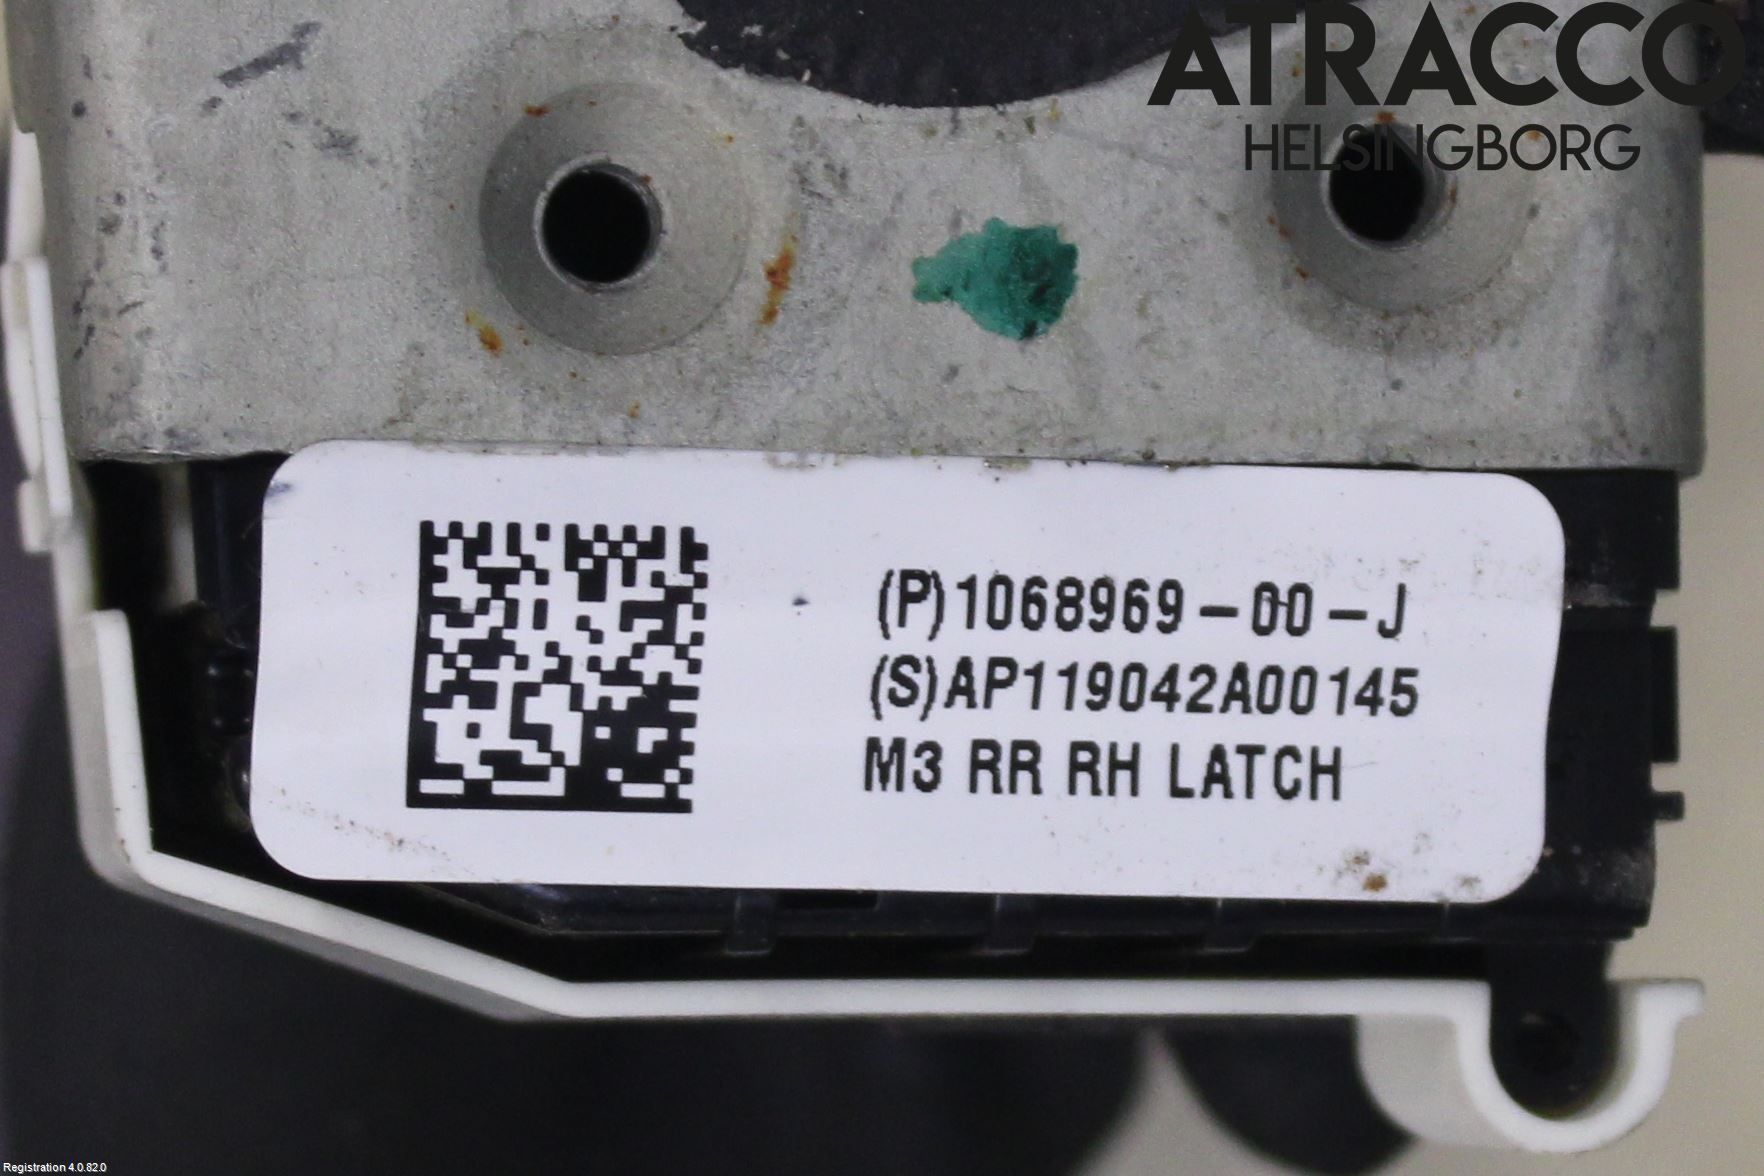 ATRACCO
HELSINGBORG
(P)1068969-00-J
(S)AP119042A00145
M3 RR RH LATCH
Registration 4.0.82.0